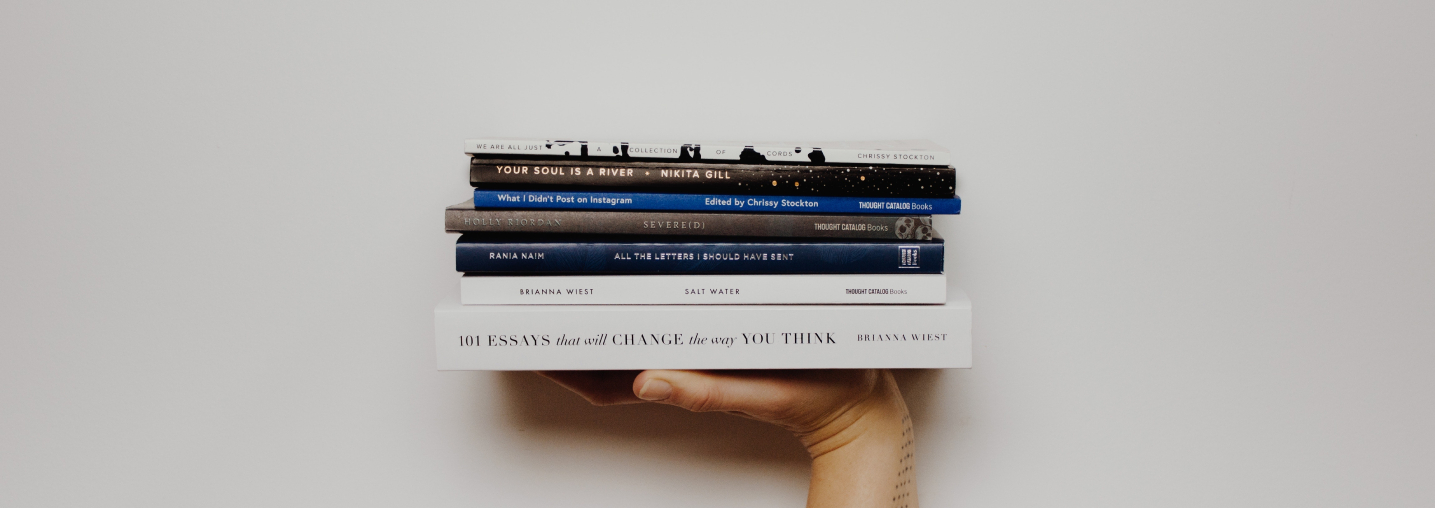 WE ARE ALL JUST A COLLECTION OF CORDS CHRISSY STOCKTON
YOUR SOUL IS A RIVER • NIKITA GILL
What I Didn't Post on Instagram Edited by Chrissy Stockton THOUGHT CATALOG Books
HOLLY RIORDAN SEVERE(D) THOUGHT CATALOG Books
RANIA NAIM ALL THE LETTERS I SHOULD HAVE SENT
BRIANNA WIEST SALT WATER THOUGHT CATALOG Books
101 ESSAYS that will CHANGE the way YOU THINK BRIANNA WIEST